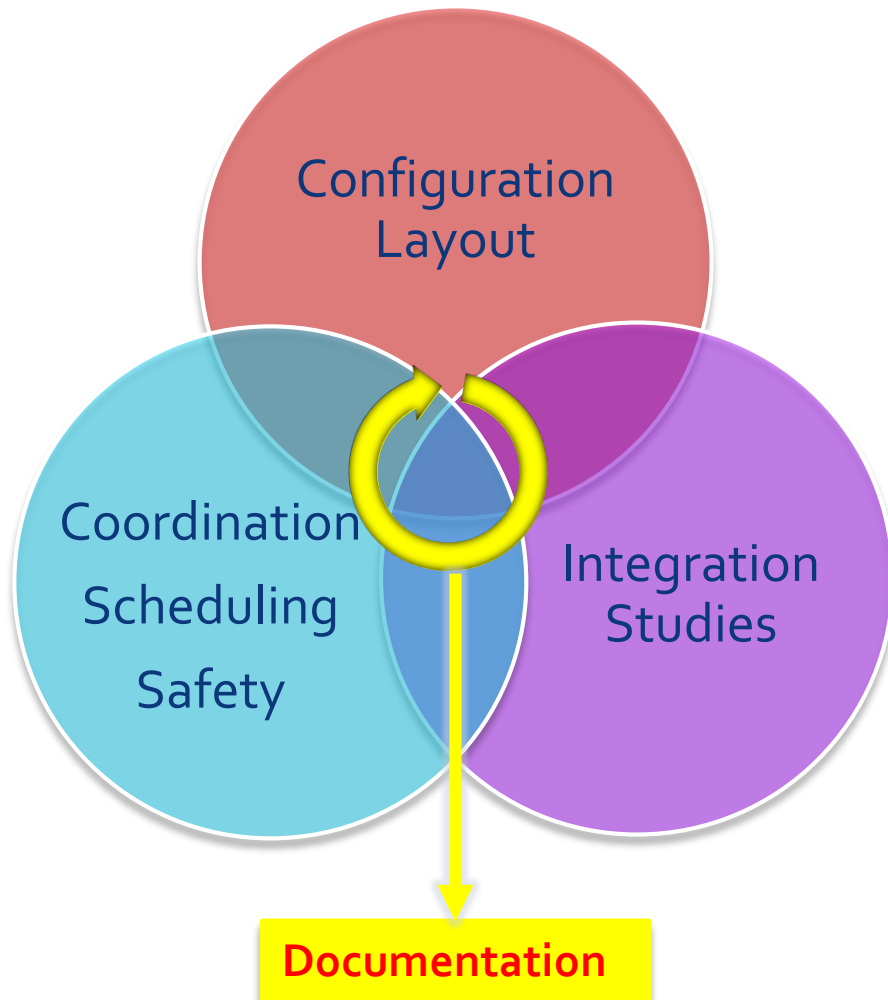 Configuration
Layout
Coordination
Scheduling
Safety
Integration
Studies
Documentation